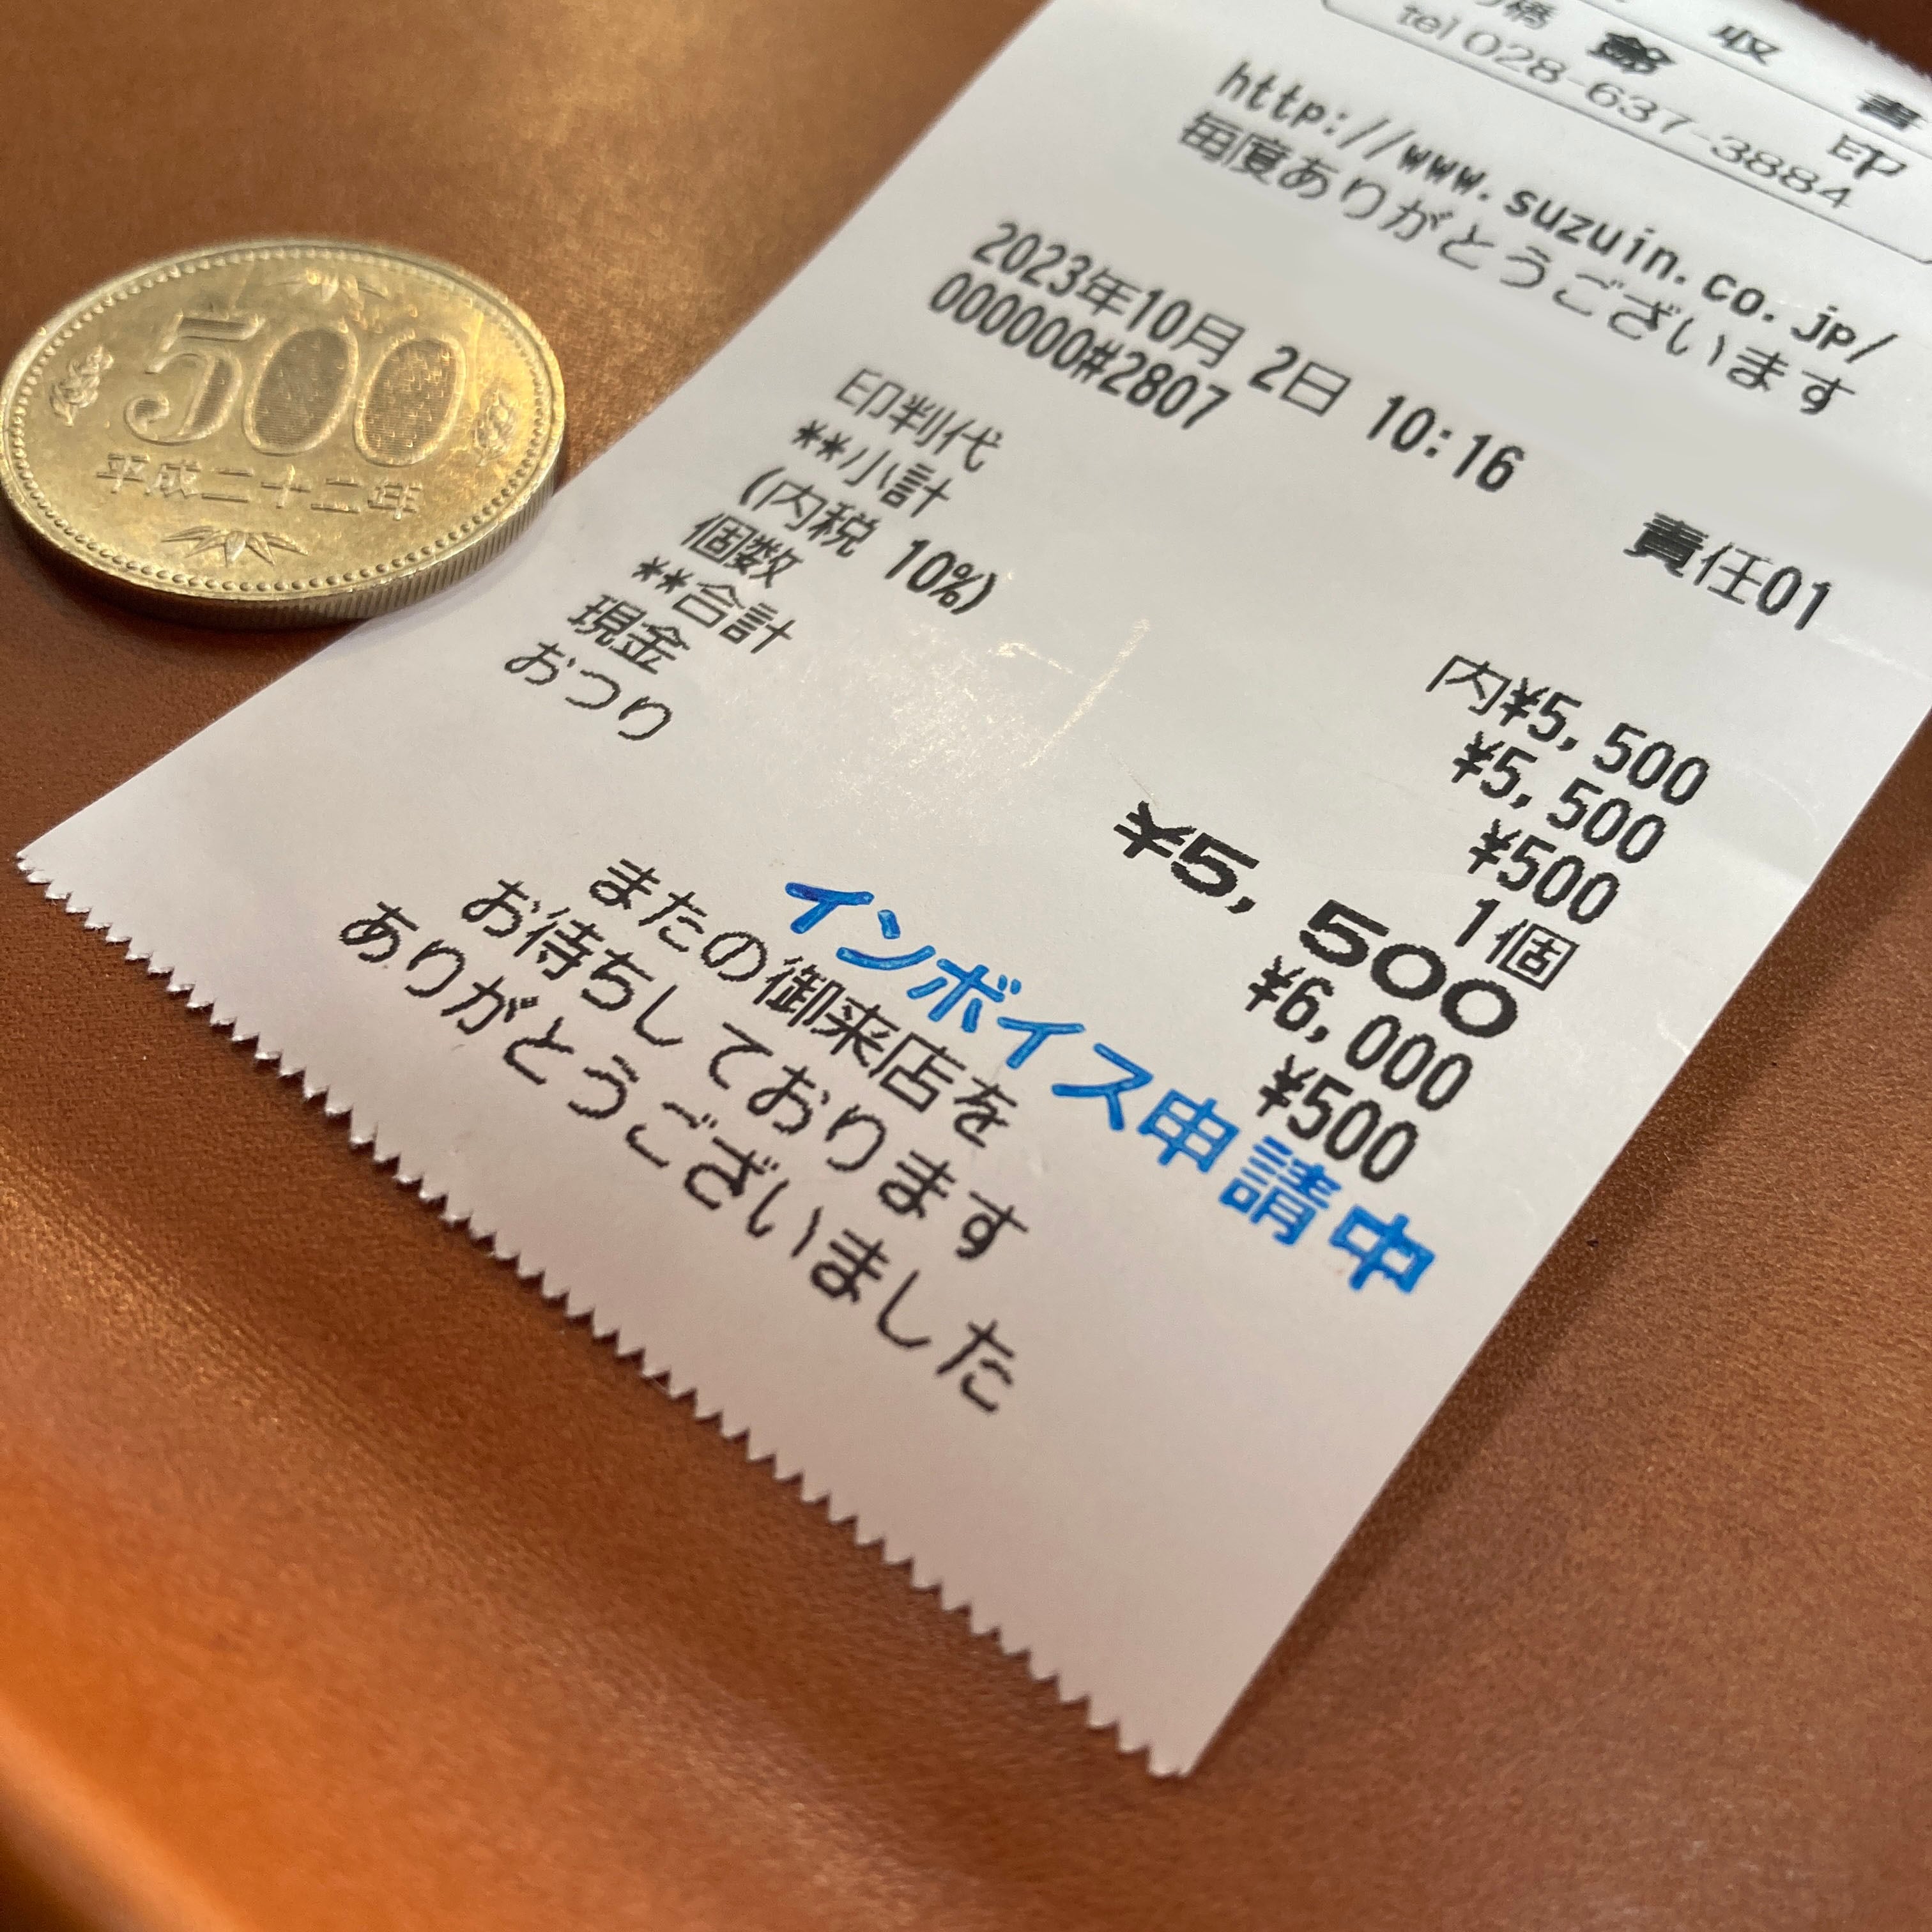 500
平成二十二年
収 書
橋 鈴 印
tel 028-637-3884
http://www.suzuin.co.jp/
毎度ありがとうございます
2023年10月 2日 10:16
000000#2807 責任01
印判代 内¥5,500
**小計 ¥5,500
(内税 10%) ¥500
個数 1個
**合計 ¥5,500
現金 ¥6,000
おつり ¥500
インボイス申請中
またの御来店を
お待ちしております
ありがとうございました